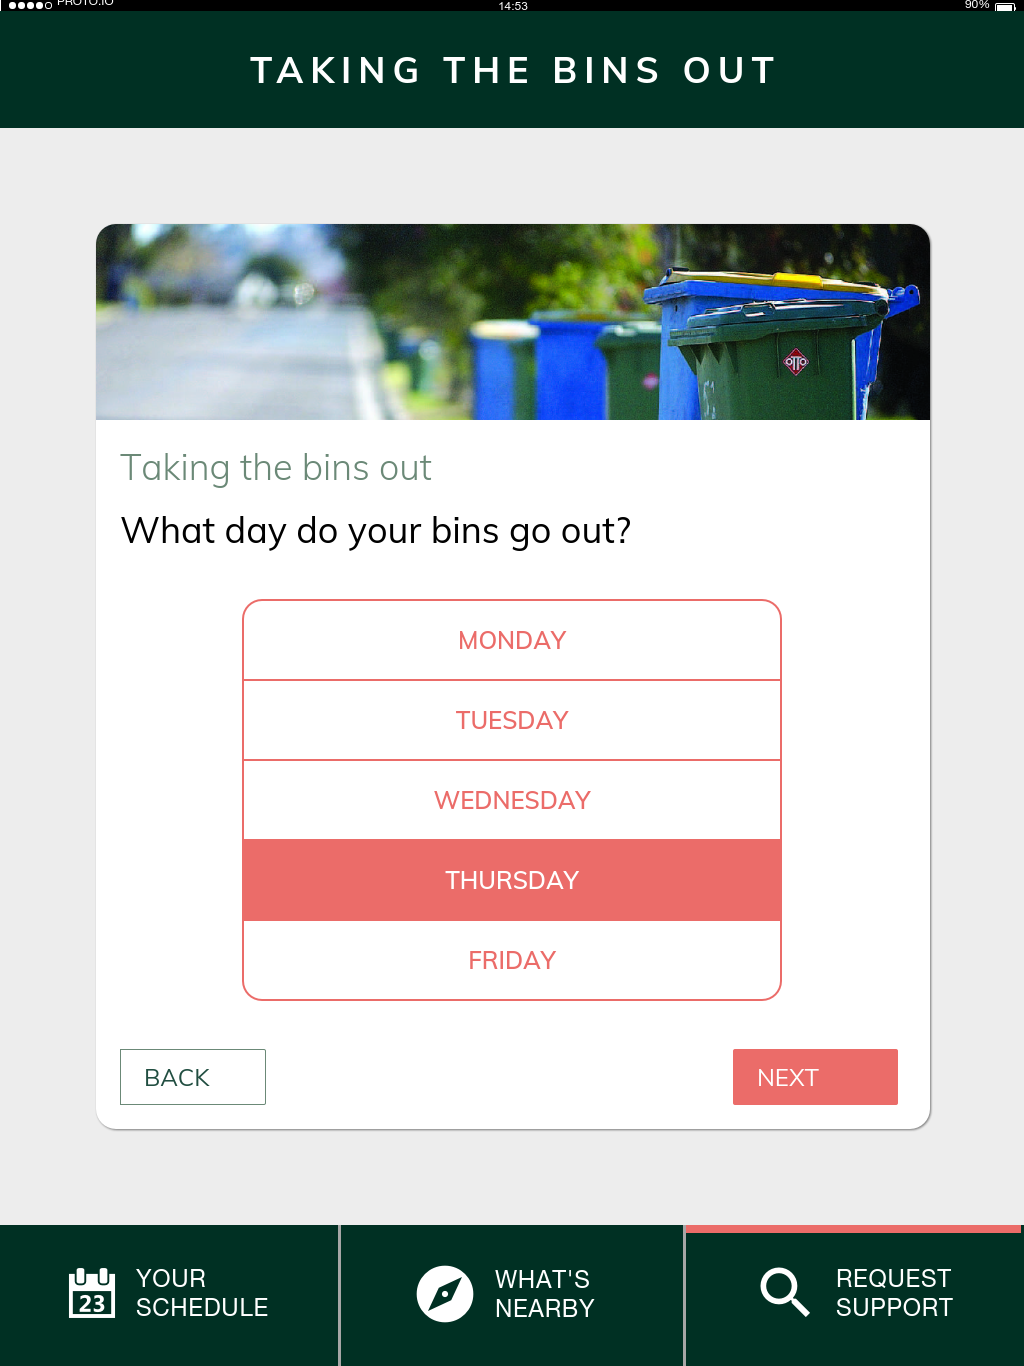 PROTO.IO 14:53 90%
TAKING THE BINS OUT
OTTO
Taking the bins out
What day do your bins go out?
MONDAY
TUESDAY
WEDNESDAY
THURSDAY
FRIDAY
BACK
NEXT
23
YOUR
SCHEDULE
WHAT'S
NEARBY
REQUEST
SUPPORT